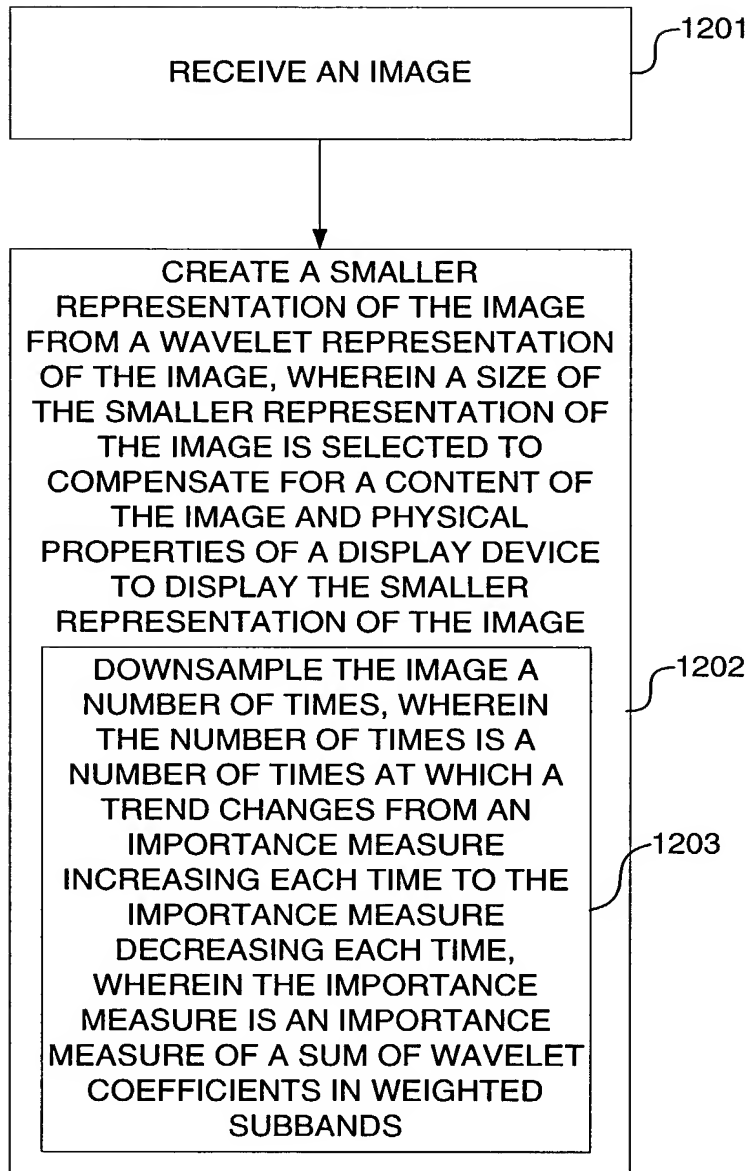 1201
RECEIVE AN IMAGE
CREATE A SMALLER
REPRESENTATION OF THE IMAGE
FROM A WAVELET REPRESENTATION
OF THE IMAGE, WHEREIN A SIZE OF
THE SMALLER REPRESENTATION OF
THE IMAGE IS SELECTED TO
COMPENSATE FOR A CONTENT OF
THE IMAGE AND PHYSICAL
PROPERTIES OF A DISPLAY DEVICE
TO DISPLAY THE SMALLER
REPRESENTATION OF THE IMAGE
1202
DOWNSAMPLE THE IMAGE A
NUMBER OF TIMES, WHEREIN
THE NUMBER OF TIMES IS A
NUMBER OF TIMES AT WHICH A
TREND CHANGES FROM AN
IMPORTANCE MEASURE
INCREASING EACH TIME TO THE
IMPORTANCE MEASURE
DECREASING EACH TIME,
WHEREIN THE IMPORTANCE
MEASURE IS AN IMPORTANCE
MEASURE OF A SUM OF WAVELET
COEFFICIENTS IN WEIGHTED
SUBBANDS
1203